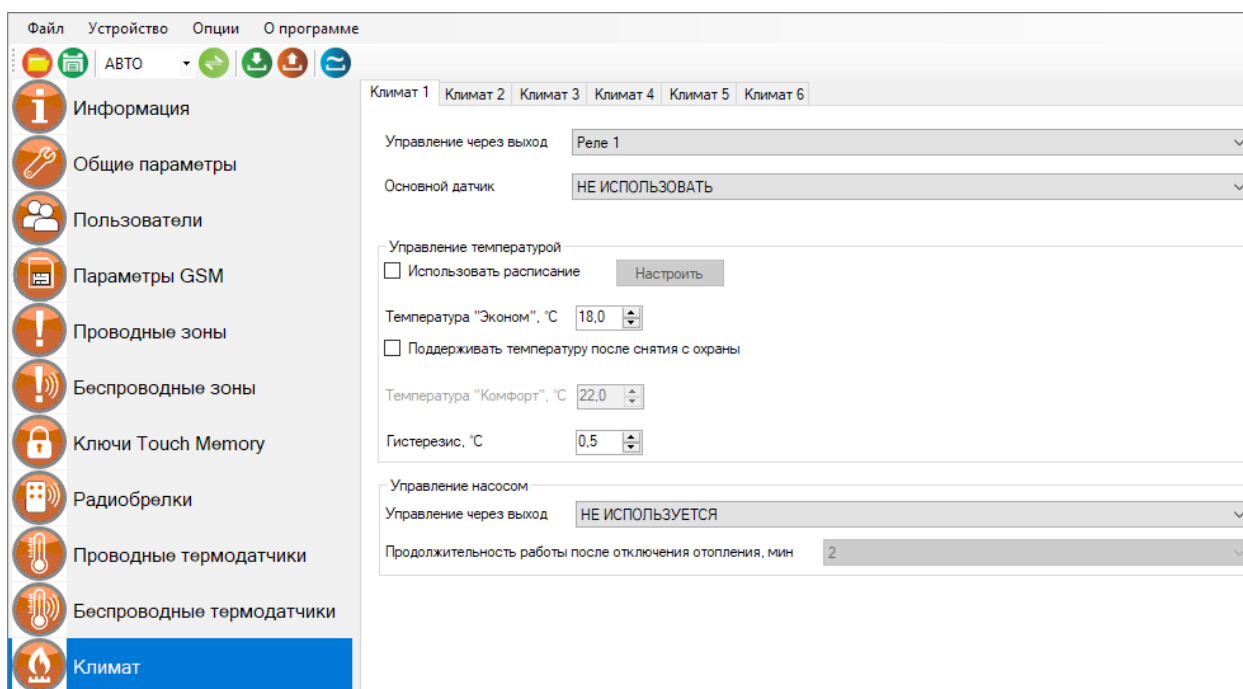 Файл Устройство Опции О программе
АВТО
Информация
Общие параметры
Пользователи
Параметры GSM
Проводные зоны
Беспроводные зоны
Ключи Touch Memory
Радиобрелки
Проводные термодатчики
Беспроводные термодатчики
Климат
Климат 1 Климат 2 Климат 3 Климат 4 Климат 5 Климат 6
Управление через выход Реле 1
Основной датчик НЕ ИСПОЛЬЗОВАТЬ
Управление температурой
Использовать расписание Настроить
Температура "Эконом", °C 18,0
Поддерживать температуру после снятия с охраны
Температура "Комфорт", °C 22,0
Гистерезис, °C 0,5
Управление насосом
Управление через выход НЕ ИСПОЛЬЗУЕТСЯ
Продолжительность работы после отключения отопления, мин 2